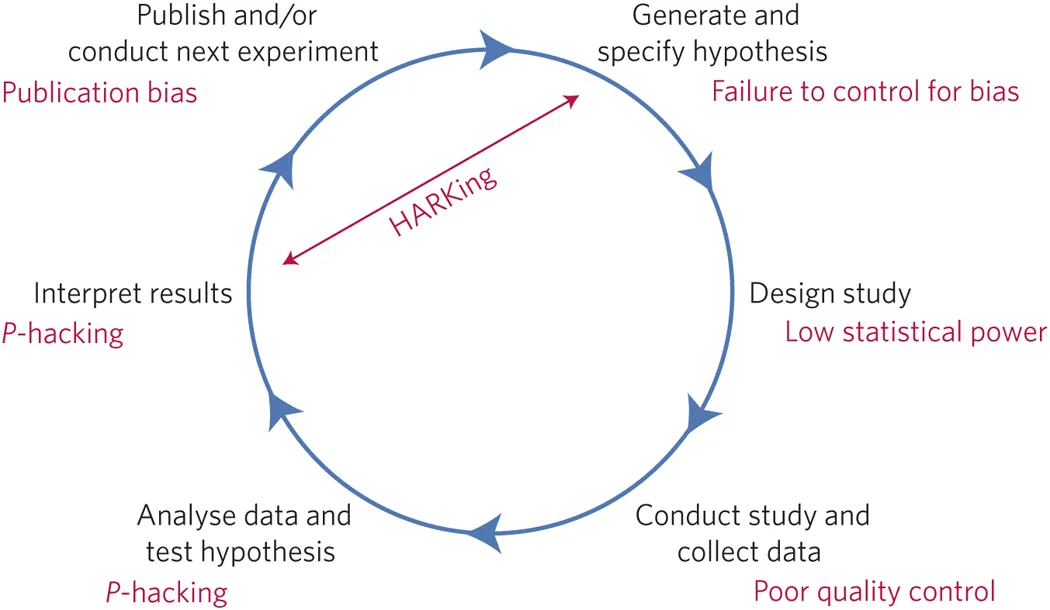 Publish and/or
conduct next experiment
Publication bias
Generate and
specify hypothesis
Failure to control for bias
HARKing
Interpret results
P-hacking
Design study
Low statistical power
Analyse data and
test hypothesis
P-hacking
Conduct study and
collect data
Poor quality control